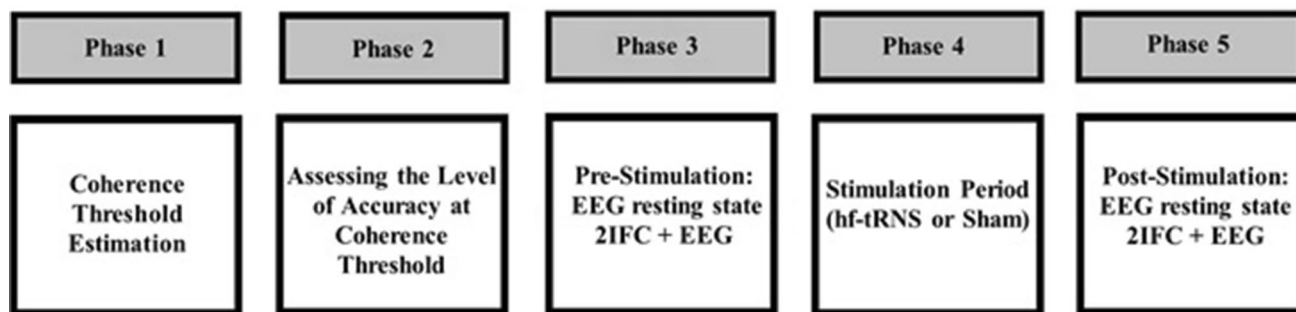 Phase 1
Phase 2
Phase 3
Phase 4
Phase 5
Coherence
Threshold
Estimation
Assessing the Level
of Accuracy at
Coherence
Threshold
Pre-Stimulation:
EEG resting state
2IFC + EEG
Stimulation Period
(hf-tRNS or Sham)
Post-Stimulation:
EEG resting state
2IFC + EEG